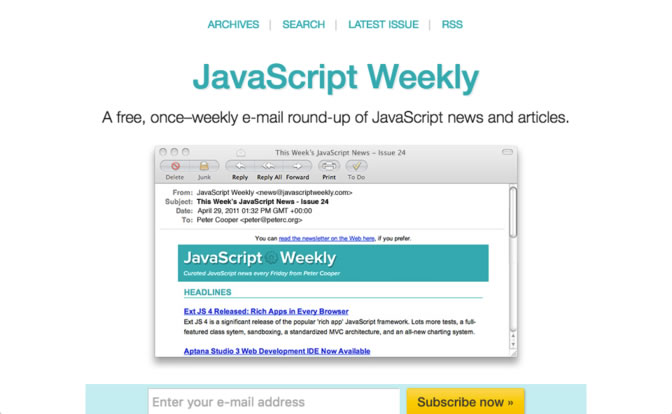 ARCHIVES | SEARCH | LATEST ISSUE | RSS
JavaScript Weekly
A free, once–weekly e-mail round-up of JavaScript news and articles.
This Week's JavaScript News – Issue 24
Delete Junk Reply Reply All Forward Print To Do
From: JavaScript Weekly <news@javascriptweekly.com>
Subject: This Week's JavaScript News - Issue 24
Date: April 29, 2011 01:32 PM GMT+00:00
To: Peter Cooper <peter@peterc.org>
You can read the newsletter on the Web here, if you prefer.
JavaScript Weekly
Curated JavaScript news every Friday from Peter Cooper
HEADLINES
Ext JS 4 Released: Rich Apps in Every Browser
Ext JS 4 is a significant release of the popular 'rich app' JavaScript framework. Lots more tests, a full-
featured class sytem, sandboxing, a standardized MVC architecture, and an all-new charting system.
Aptana Studio 3 Web Development IDE Now Available
Enter your e-mail address
Subscribe now »